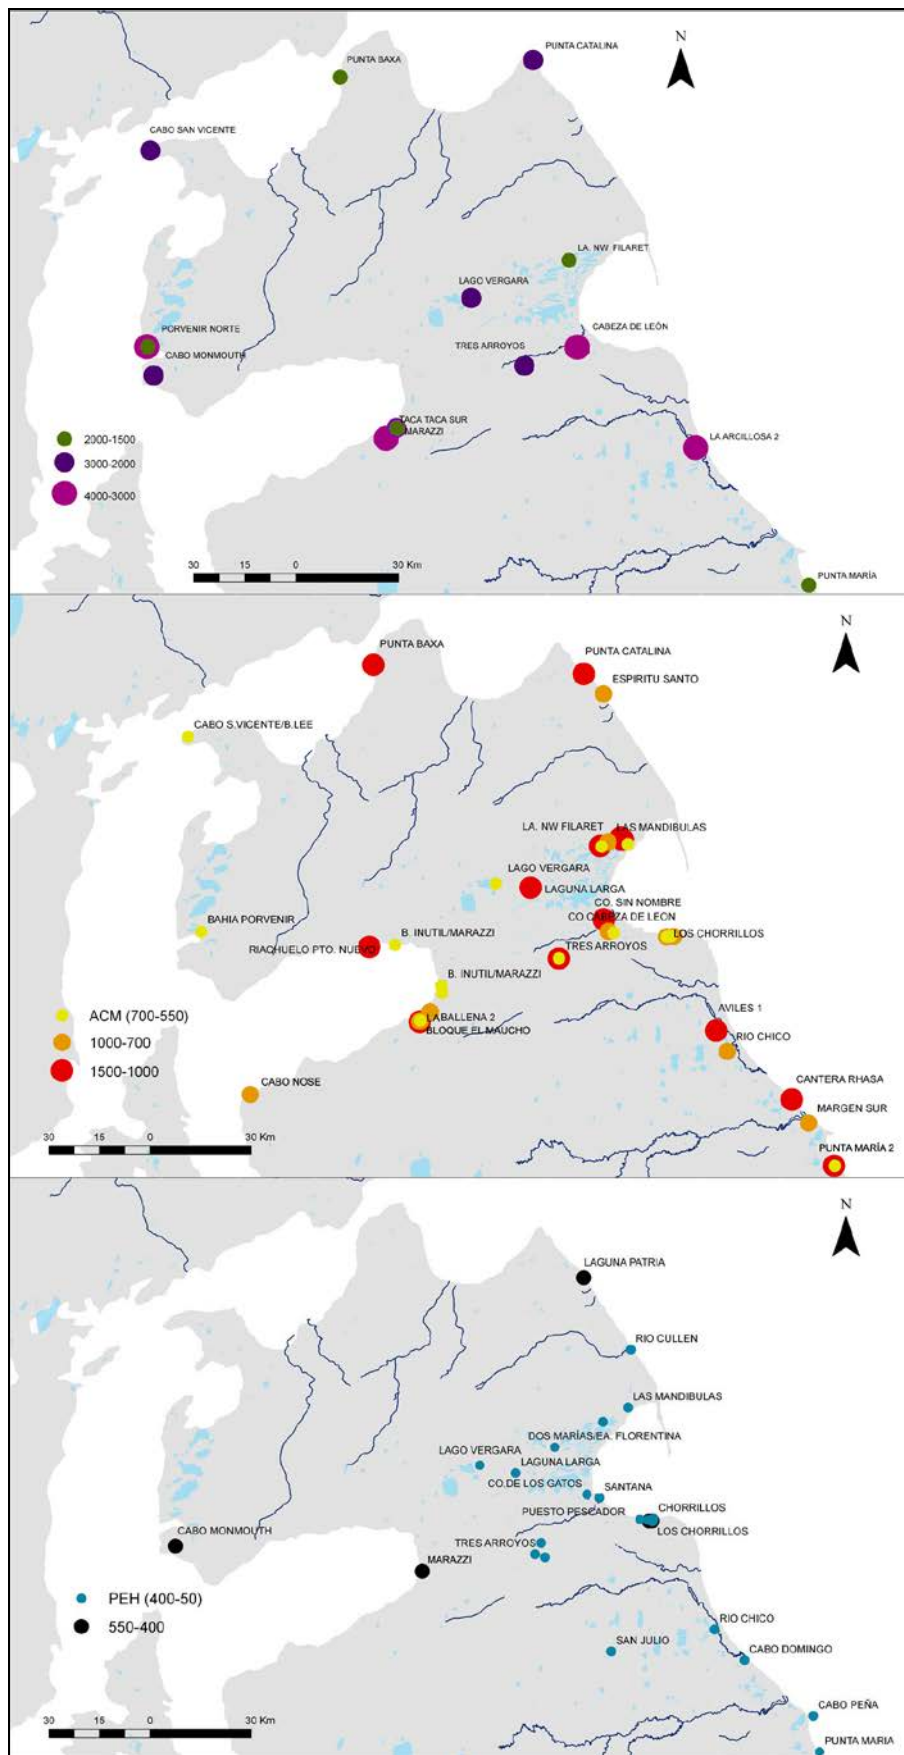 N
PUNTA CATALINA
PUNTA BAXA
CABO SAN VICENTE
LA. NW FILARET
LAGO VERGARA
PORVENIR NORTE
CABEZA DE LEÓN
CABO MONMOUTH
TRES ARROYOS
TACA TACA SUR
MARAZZI
LA ARCILLOSA 2
2000-1500
3000-2000
4000-3000
PUNTA MARÍA
30 15 0 30 Km
N
PUNTA BAXA
PUNTA CATALINA
ESPIRITU SANTO
CABO S.VICENTE/B.LEE
LA. NW FILARET
LAS MANDIBULAS
LAGO VERGARA
LAGUNA LARGA
CO. SIN NOMBRE
BAHIA PORVENIR
CO.CABEZA DE LEON
B. INUTIL/MARAZZI
LOS CHORRILLOS
RIACHUELO PTO. NUEVO
TRES ARROYOS
B. INUTIL/MARAZZI
AVILES 1
ACM (700-550)
LA BALLENA 2
BLOQUE EL MAUCHO
RIO CHICO
1000-700
1500-1000
CABO NOSE
CANTERA RHASA
MARGEN SUR
30 15 0 30 Km
PUNTA MARÍA 2
N
LAGUNA PATRIA
RIO CULLEN
LAS MANDIBULAS
DOS MARÍAS/EA. FLORENTINA
LAGO VERGARA
LAGUNA LARGA
CO.DE LOS GATOS
SANTANA
PUESTO PESCADOR
CHORRILLOS
LOS CHORRILLOS
CABO MONMOUTH
TRES ARROYOS
MARAZZI
PEH (400-50)
550-400
RIO CHICO
SAN JULIO
CABO DOMINGO
CABO PEÑA
30 15 0 30 Km
PUNTA MARIA